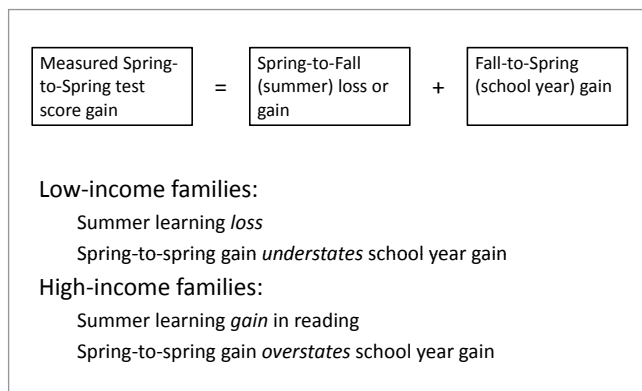 Measured Spring-
to-Spring test
score gain
=
Spring-to-Fall
(summer) loss or
gain
+
Fall-to-Spring
(school year) gain
Low-income families:
Summer learning loss
Spring-to-spring gain understates school year gain
High-income families:
Summer learning gain in reading
Spring-to-spring gain overstates school year gain